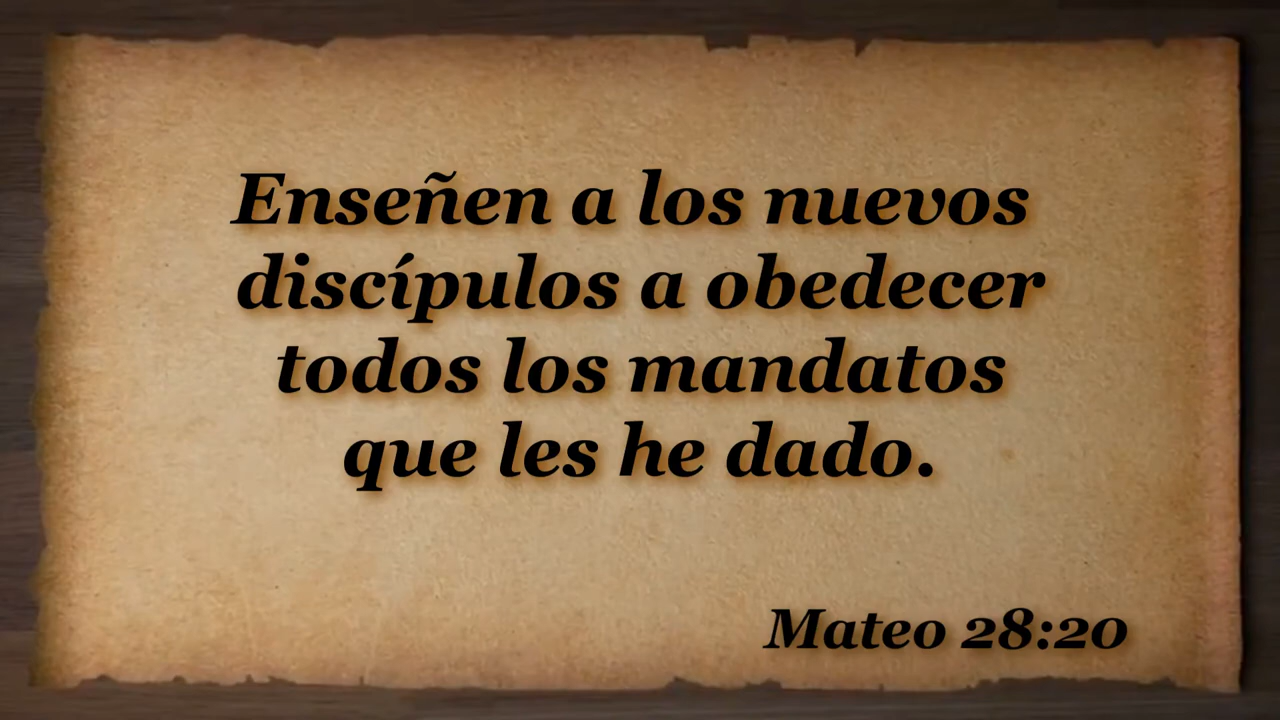 Enseñen a los nuevos
discípulos a obedecer
todos los mandatos
que les he dado.
Mateo 28:20